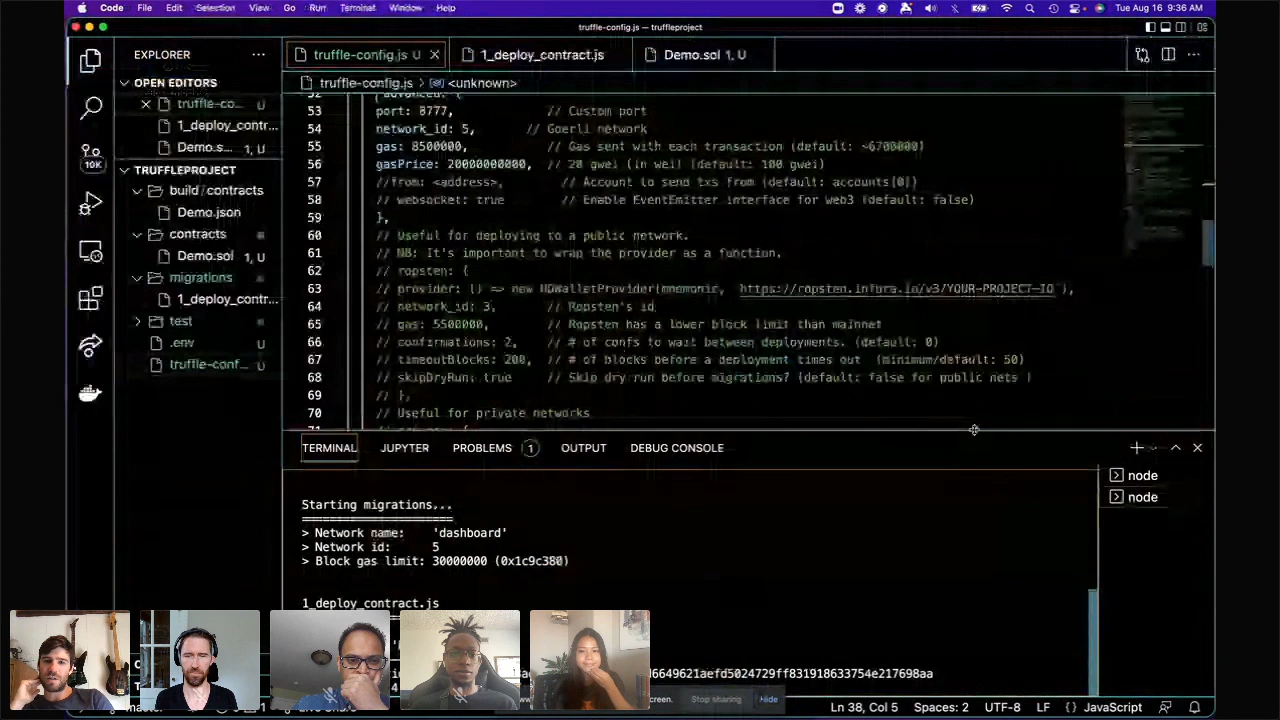 Code File Edit Selection View Go Run Terminal Window Help Tue Aug 16 9:36 AM
truffle-config.js — truffleproject
EXPLORER
truffle-config.js U
1_deploy_contract.js
Demo.sol 1, U
OPEN EDITORS
truffle-config.js > <unknown>
truffle-co... U
1_deploy_contr...
Demo.s... 1, U
TRUFFLEPROJECT
build/contracts
Demo.json
contracts
Demo.sol 1, U
migrations
1_deploy_contr...
test
.env U
truffle-conf... U
10K
52 advanced: {
53 port: 8777, // Custom port
54 network_id: 5, // Goerli network
55 gas: 8500000, // Gas sent with each transaction (default: ~6700000)
56 gasPrice: 20000000000, // 20 gwei (in wei) (default: 100 gwei)
57 //from: <address>, // Account to send txs from (default: accounts[0])
58 // websocket: true // Enable EventEmitter interface for web3 (default: false)
59 },
60 // Useful for deploying to a public network.
61 // NB: It's important to wrap the provider as a function.
62 // ropsten: {
63 // provider: () => new HDWalletProvider(mnemonic, https://ropsten.infura.io/v3/YOUR-PROJECT-ID ),
64 // network_id: 3, // Ropsten's id
65 // gas: 5500000, // Ropsten has a lower block limit than mainnet
66 // confirmations: 2, // # of confs to wait between deployments. (default: 0)
67 // timeoutBlocks: 200, // # of blocks before a deployment times out (minimum/default: 50)
68 // skipDryRun: true // Skip dry run before migrations? (default: false for public nets )
69 // },
70 // Useful for private networks
71
TERMINAL JUPYTER PROBLEMS 1 OUTPUT DEBUG CONSOLE
node
node
Starting migrations...
======================
> Network name: 'dashboard'
> Network id: 5
> Block gas limit: 30000000 (0x1c9c380)
1_deploy_contract.js
6649621aefd5024729ff831918633754e217698aa
screen. Stop sharing Hide
Ln 38, Col 5 Spaces: 2 UTF-8 LF {} JavaScript